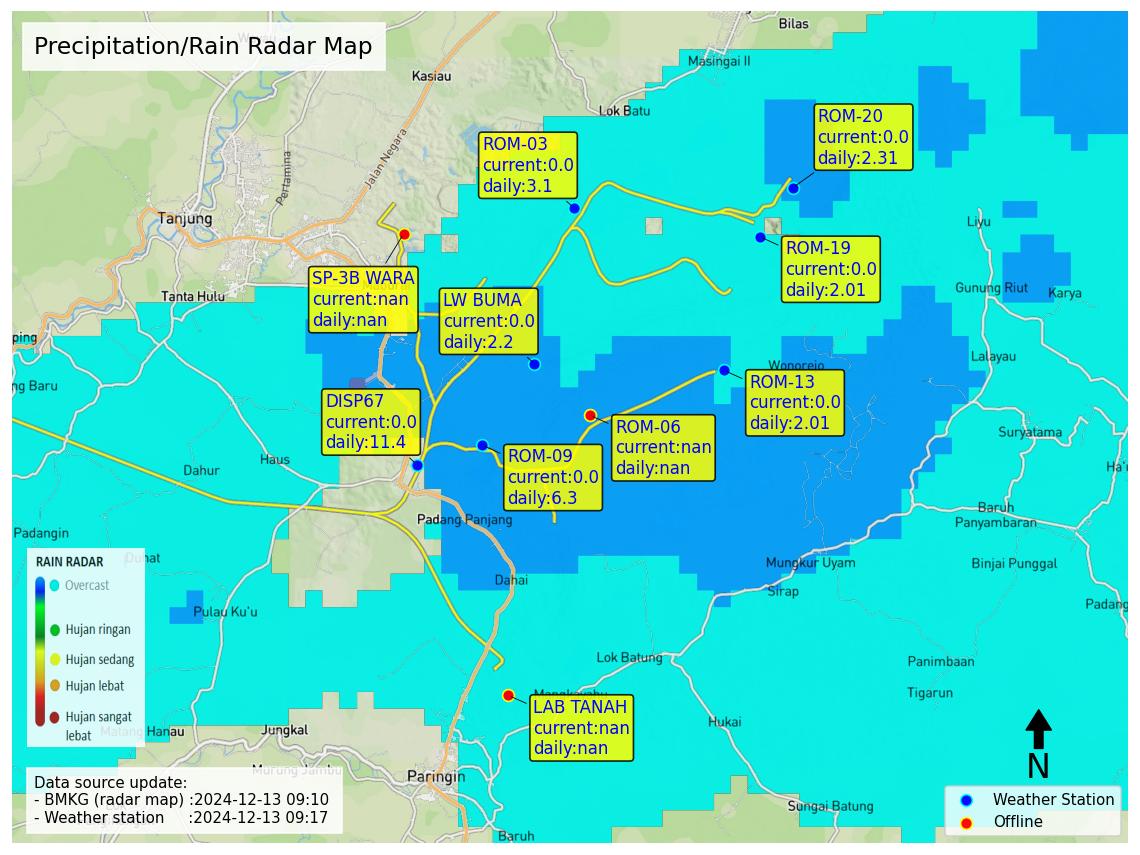 Precipitation/Rain Radar Map
Bilas
Masingai II
Kasiau
Lok Batu
ROM-20
current:0.0
daily:2.31
ROM-03
current:0.0
daily:3.1
Jalan Negara
Pertamina
Tanjung
Liyu
ROM-19
current:0.0
daily:2.01
SP-3B WARA
current:nan
daily:nan
Tanta Hulu
LW BUMA
current:0.0
daily:2.2
Gunung Riut
Karya
ping
Lalayau
Wonorejo
ng Baru
ROM-13
current:0.0
daily:2.01
DISP67
current:0.0
daily:11.4
ROM-06
current:nan
daily:nan
Suryatama
ROM-09
current:0.0
daily:6.3
Haus
Dahur
Ha'u
Baruh
Panyambaran
Padang Panjang
Padangin
Mungkur Uyam
Binjai Punggal
Dahai
Sirap
Padang
Pulau Ku'u
RAIN RADAR
Overcast
Hujan ringan
Hujan sedang
Hujan lebat
Hujan sangat
lebat
Lok Batung
Panimbaan
Tigarun
LAB TANAH
current:nan
daily:nan
Hukai
Jungkal
Murung Jambu
Paringin
N
Sungai Batung
Baruh
Data source update:
- BMKG (radar map) :2024-12-13 09:10
- Weather station :2024-12-13 09:17
Weather Station
Offline